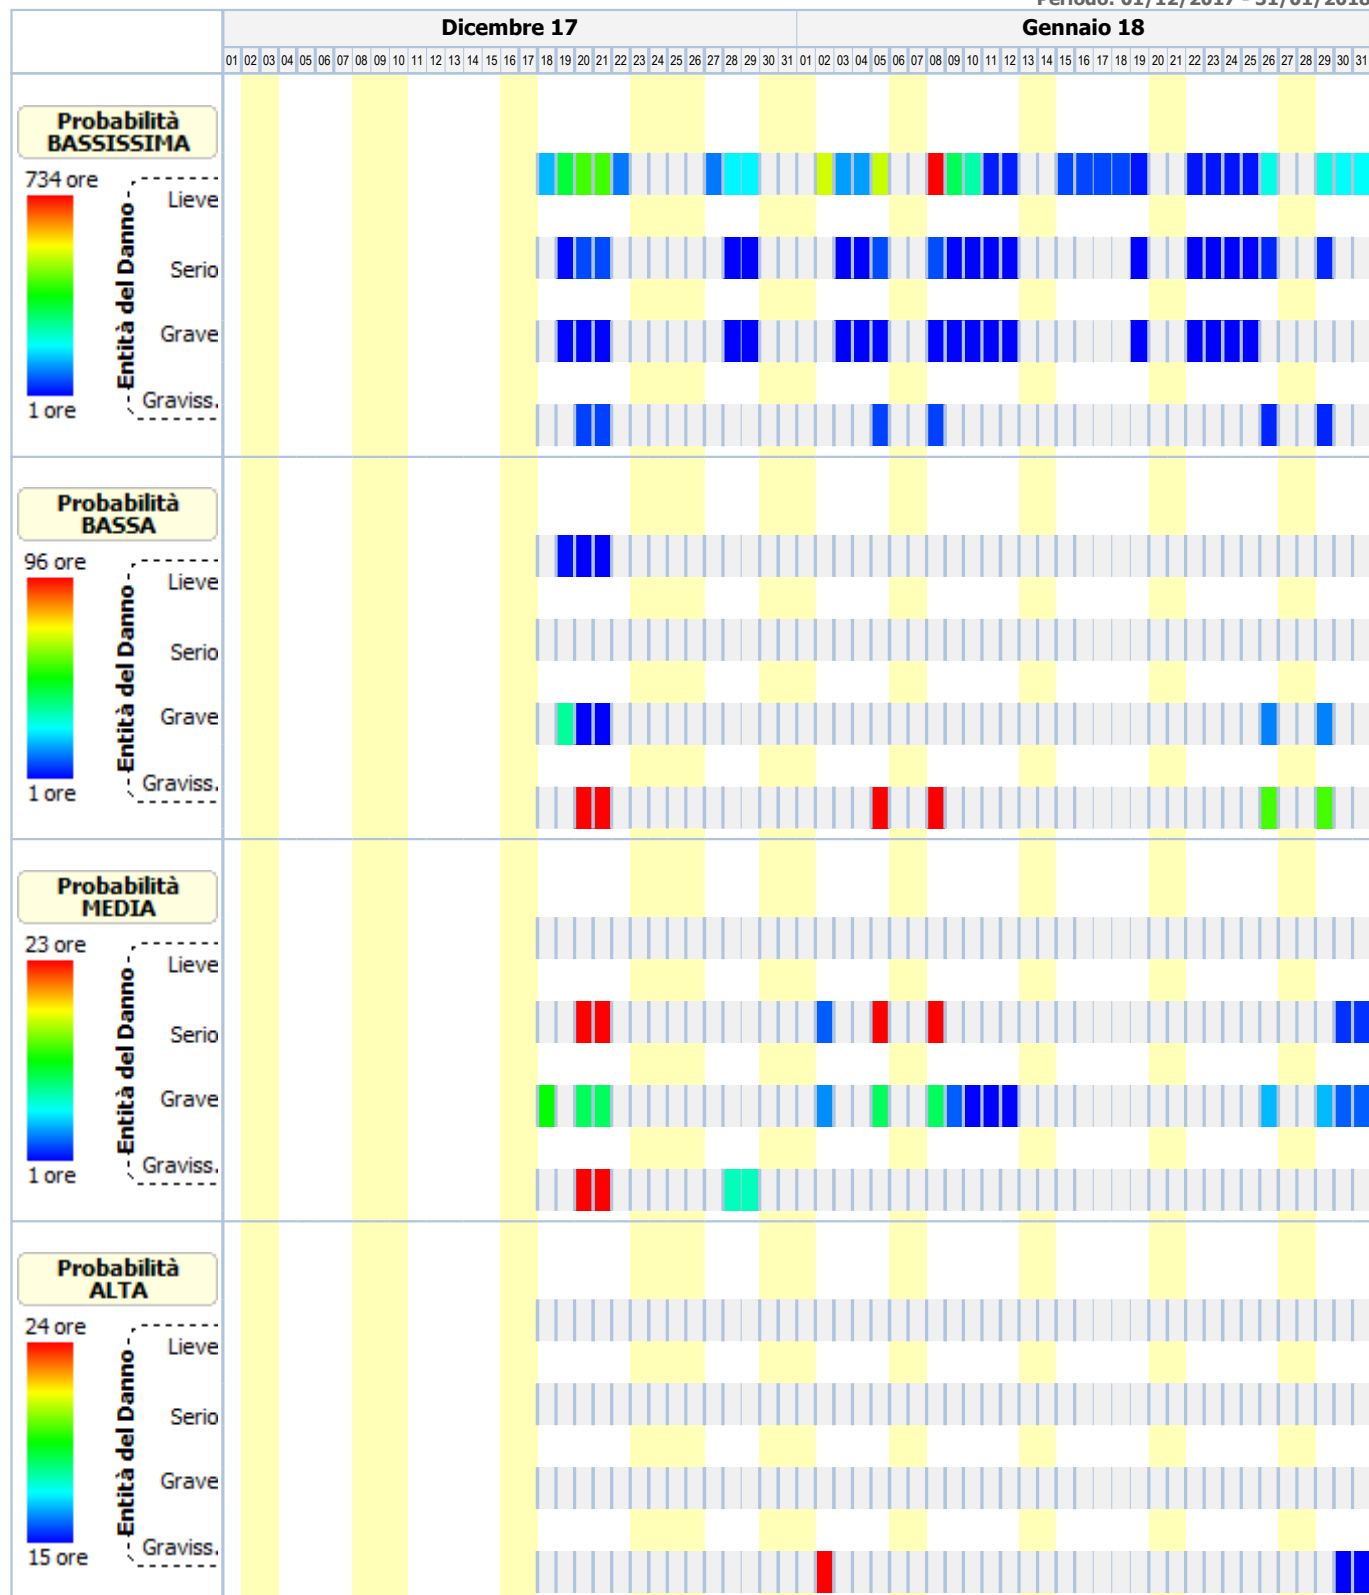 Periodo: 01/12/2017 - 31/01/2018
Dicembre 17
Gennaio 18
01 02 03 04 05 06 07 08 09 10 11 12 13 14 15 16 17 18 19 20 21 22 23 24 25 26 27 28 29 30 31 01 02 03 04 05 06 07 08 09 10 11 12 13 14 15 16 17 18 19 20 21 22 23 24 25 26 27 28 29 30 31
Probabilità
BASSISSIMA
734 ore
1 ore
Entità del Danno
Lieve
Serio
Grave
Graviss.
Probabilità
BASSA
96 ore
1 ore
Entità del Danno
Lieve
Serio
Grave
Graviss.
Probabilità
MEDIA
23 ore
1 ore
Entità del Danno
Lieve
Serio
Grave
Graviss.
Probabilità
ALTA
24 ore
15 ore
Entità del Danno
Lieve
Serio
Grave
Graviss.